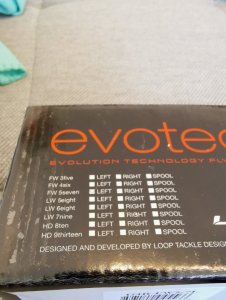 evotec
EVOLUTION TECHNOLOGY FLY
FW 3five LEFT RIGHT SPOOL
FW 4six LEFT RIGHT SPOOL
FW 5seven LEFT RIGHT SPOOL
LW 5eight LEFT RIGHT SPOOL
LW 6eight LEFT RIGHT SPOOL
LW 7nine LEFT RIGHT SPOOL
HD 8ten LEFT RIGHT SPOOL
HD 9thirteen LEFT RIGHT SPOOL
DESIGNED AND DEVELOPED BY LOOP TACKLE DESIGN